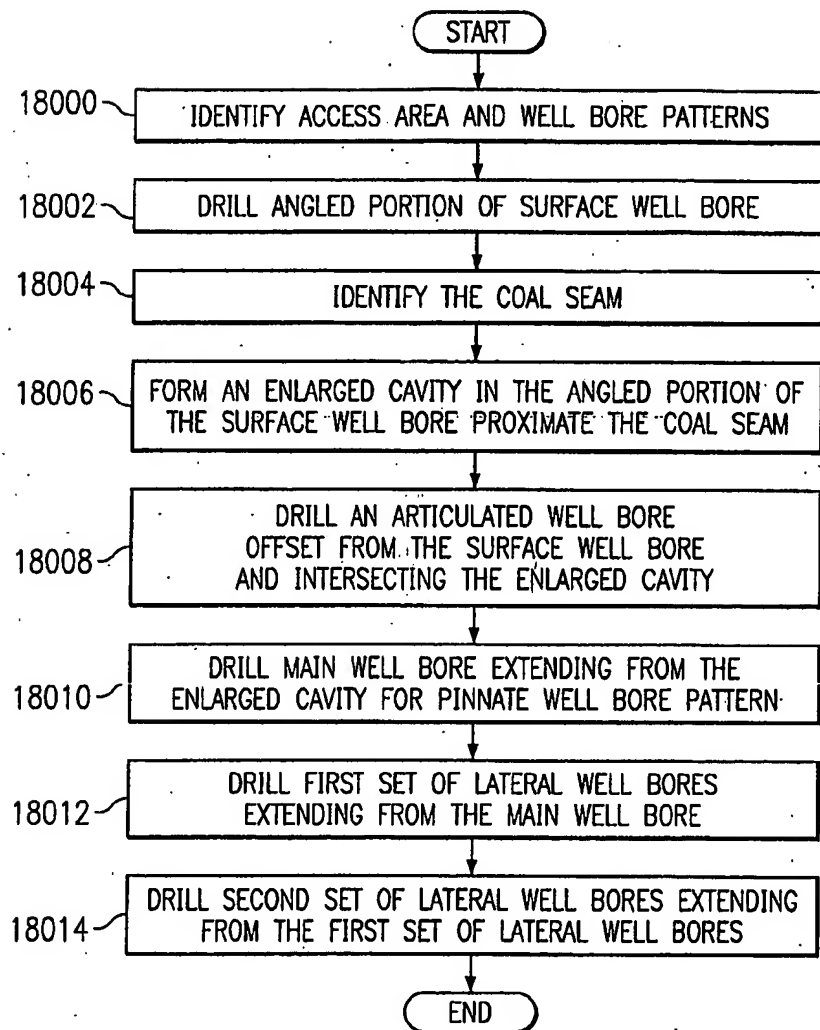 START
18000
IDENTIFY ACCESS AREA AND WELL BORE PATTERNS
18002
DRILL ANGLED PORTION OF SURFACE WELL BORE
18004
IDENTIFY THE COAL SEAM
18006
FORM AN ENLARGED CAVITY IN THE ANGLED PORTION OF
THE SURFACE WELL BORE PROXIMATE THE COAL SEAM
18008
DRILL AN ARTICULATED WELL BORE
OFFSET FROM THE SURFACE WELL BORE
AND INTERSECTING THE ENLARGED CAVITY
18010
DRILL MAIN WELL BORE EXTENDING FROM THE
ENLARGED CAVITY FOR PINNATE WELL BORE PATTERN
18012
DRILL FIRST SET OF LATERAL WELL BORES
EXTENDING FROM THE MAIN WELL BORE
18014
DRILL SECOND SET OF LATERAL WELL BORES EXTENDING
FROM THE FIRST SET OF LATERAL WELL BORES
END